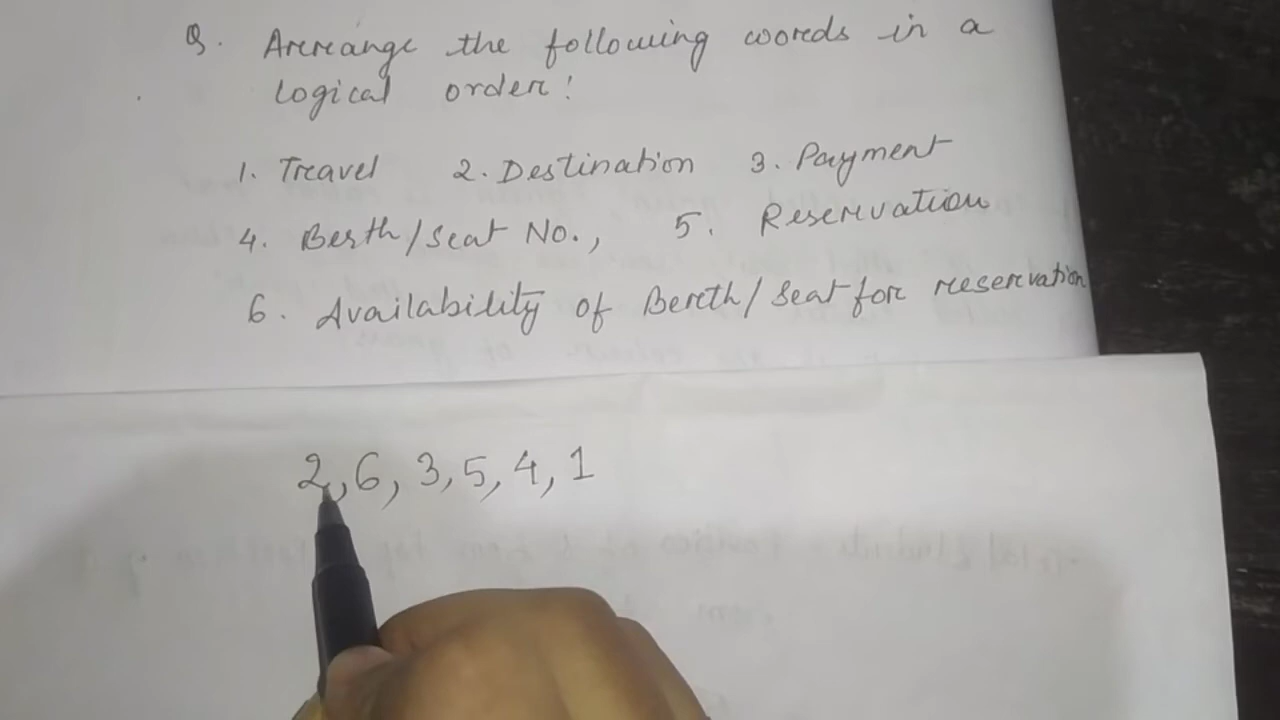 Q. Arrange the following words in a
logical order:
1. Travel 2. Destination 3. Payment
4. Berth/Seat No., 5. Reservation
6. Availability of Berth/Seat for reservation
2, 6, 3, 5, 4, 1